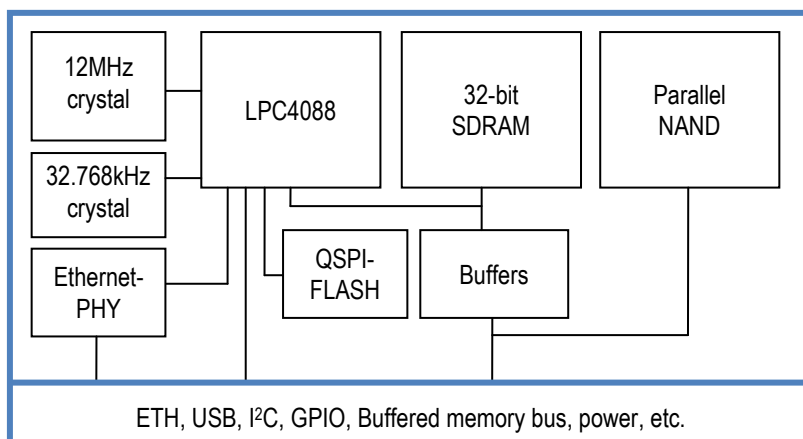 12MHz
crystal
LPC4088
32-bit
SDRAM
Parallel
NAND
32.768kHz
crystal
Ethernet-
PHY
QSPI-
FLASH
Buffers
ETH, USB, I²C, GPIO, Buffered memory bus, power, etc.